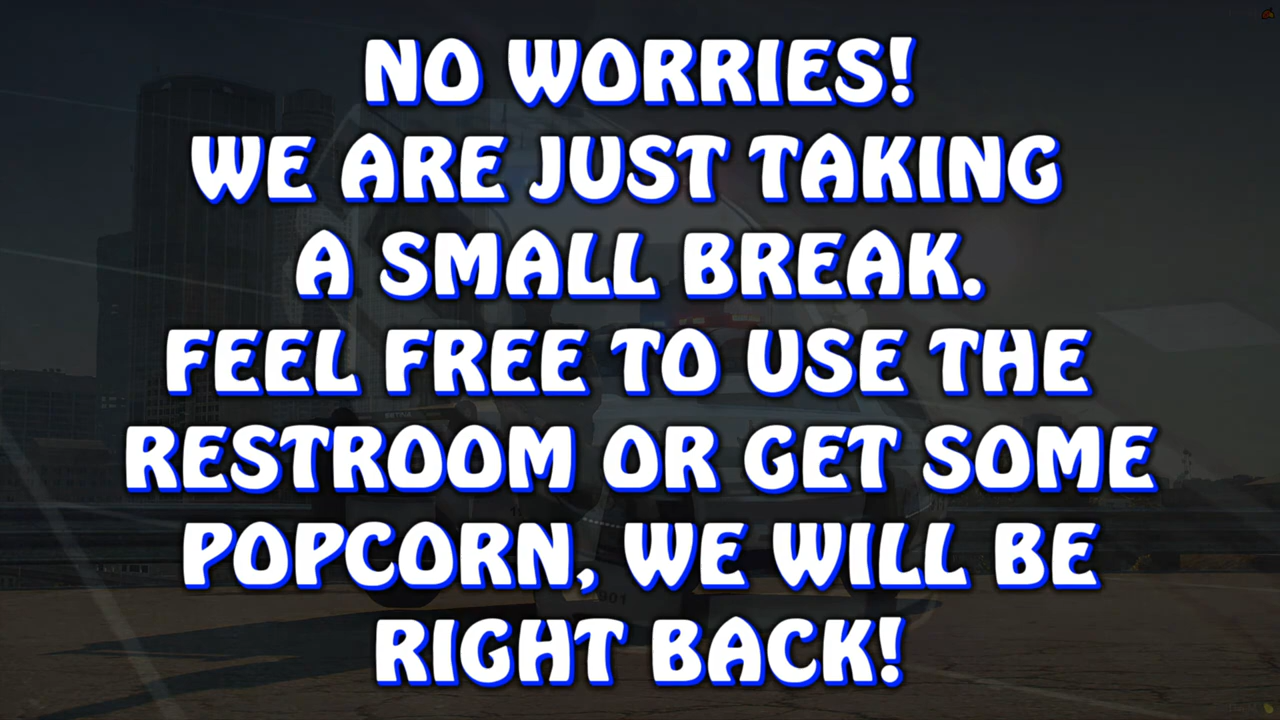 NO WORRIES!
WE ARE JUST TAKING
A SMALL BREAK.
FEEL FREE TO USE THE
RESTROOM OR GET SOME
POPCORN, WE WILL BE
RIGHT BACK!